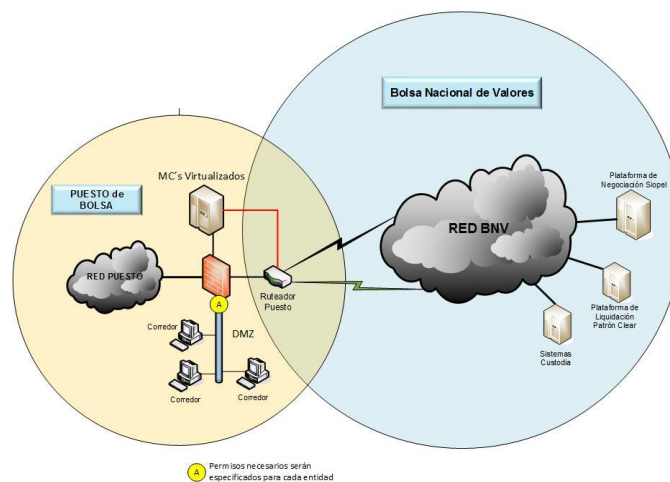 Bolsa Nacional de Valores
PUESTO de
BOLSA
MC´s Virtualizados
RED PUESTO
A
Ruteador
Puesto
DMZ
Corredor
Corredor
Corredor
RED BNV
Plataforma de
Negociación Siopel
Plataforma de
Liquidación
Patrón Clear
Sistemas
Custodia
A
Permisos necesarios serán
especificados para cada entidad